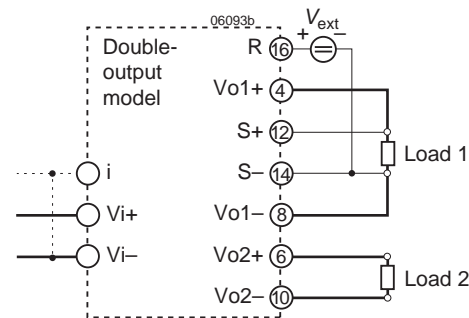 06093b
Vext
+ –
Double-
output
model
R 16
Vo1+ 4
S+ 12
Load 1
i
S– 14
Vi+
Vo1– 8
Vi–
Vo2+ 6
Load 2
Vo2– 10